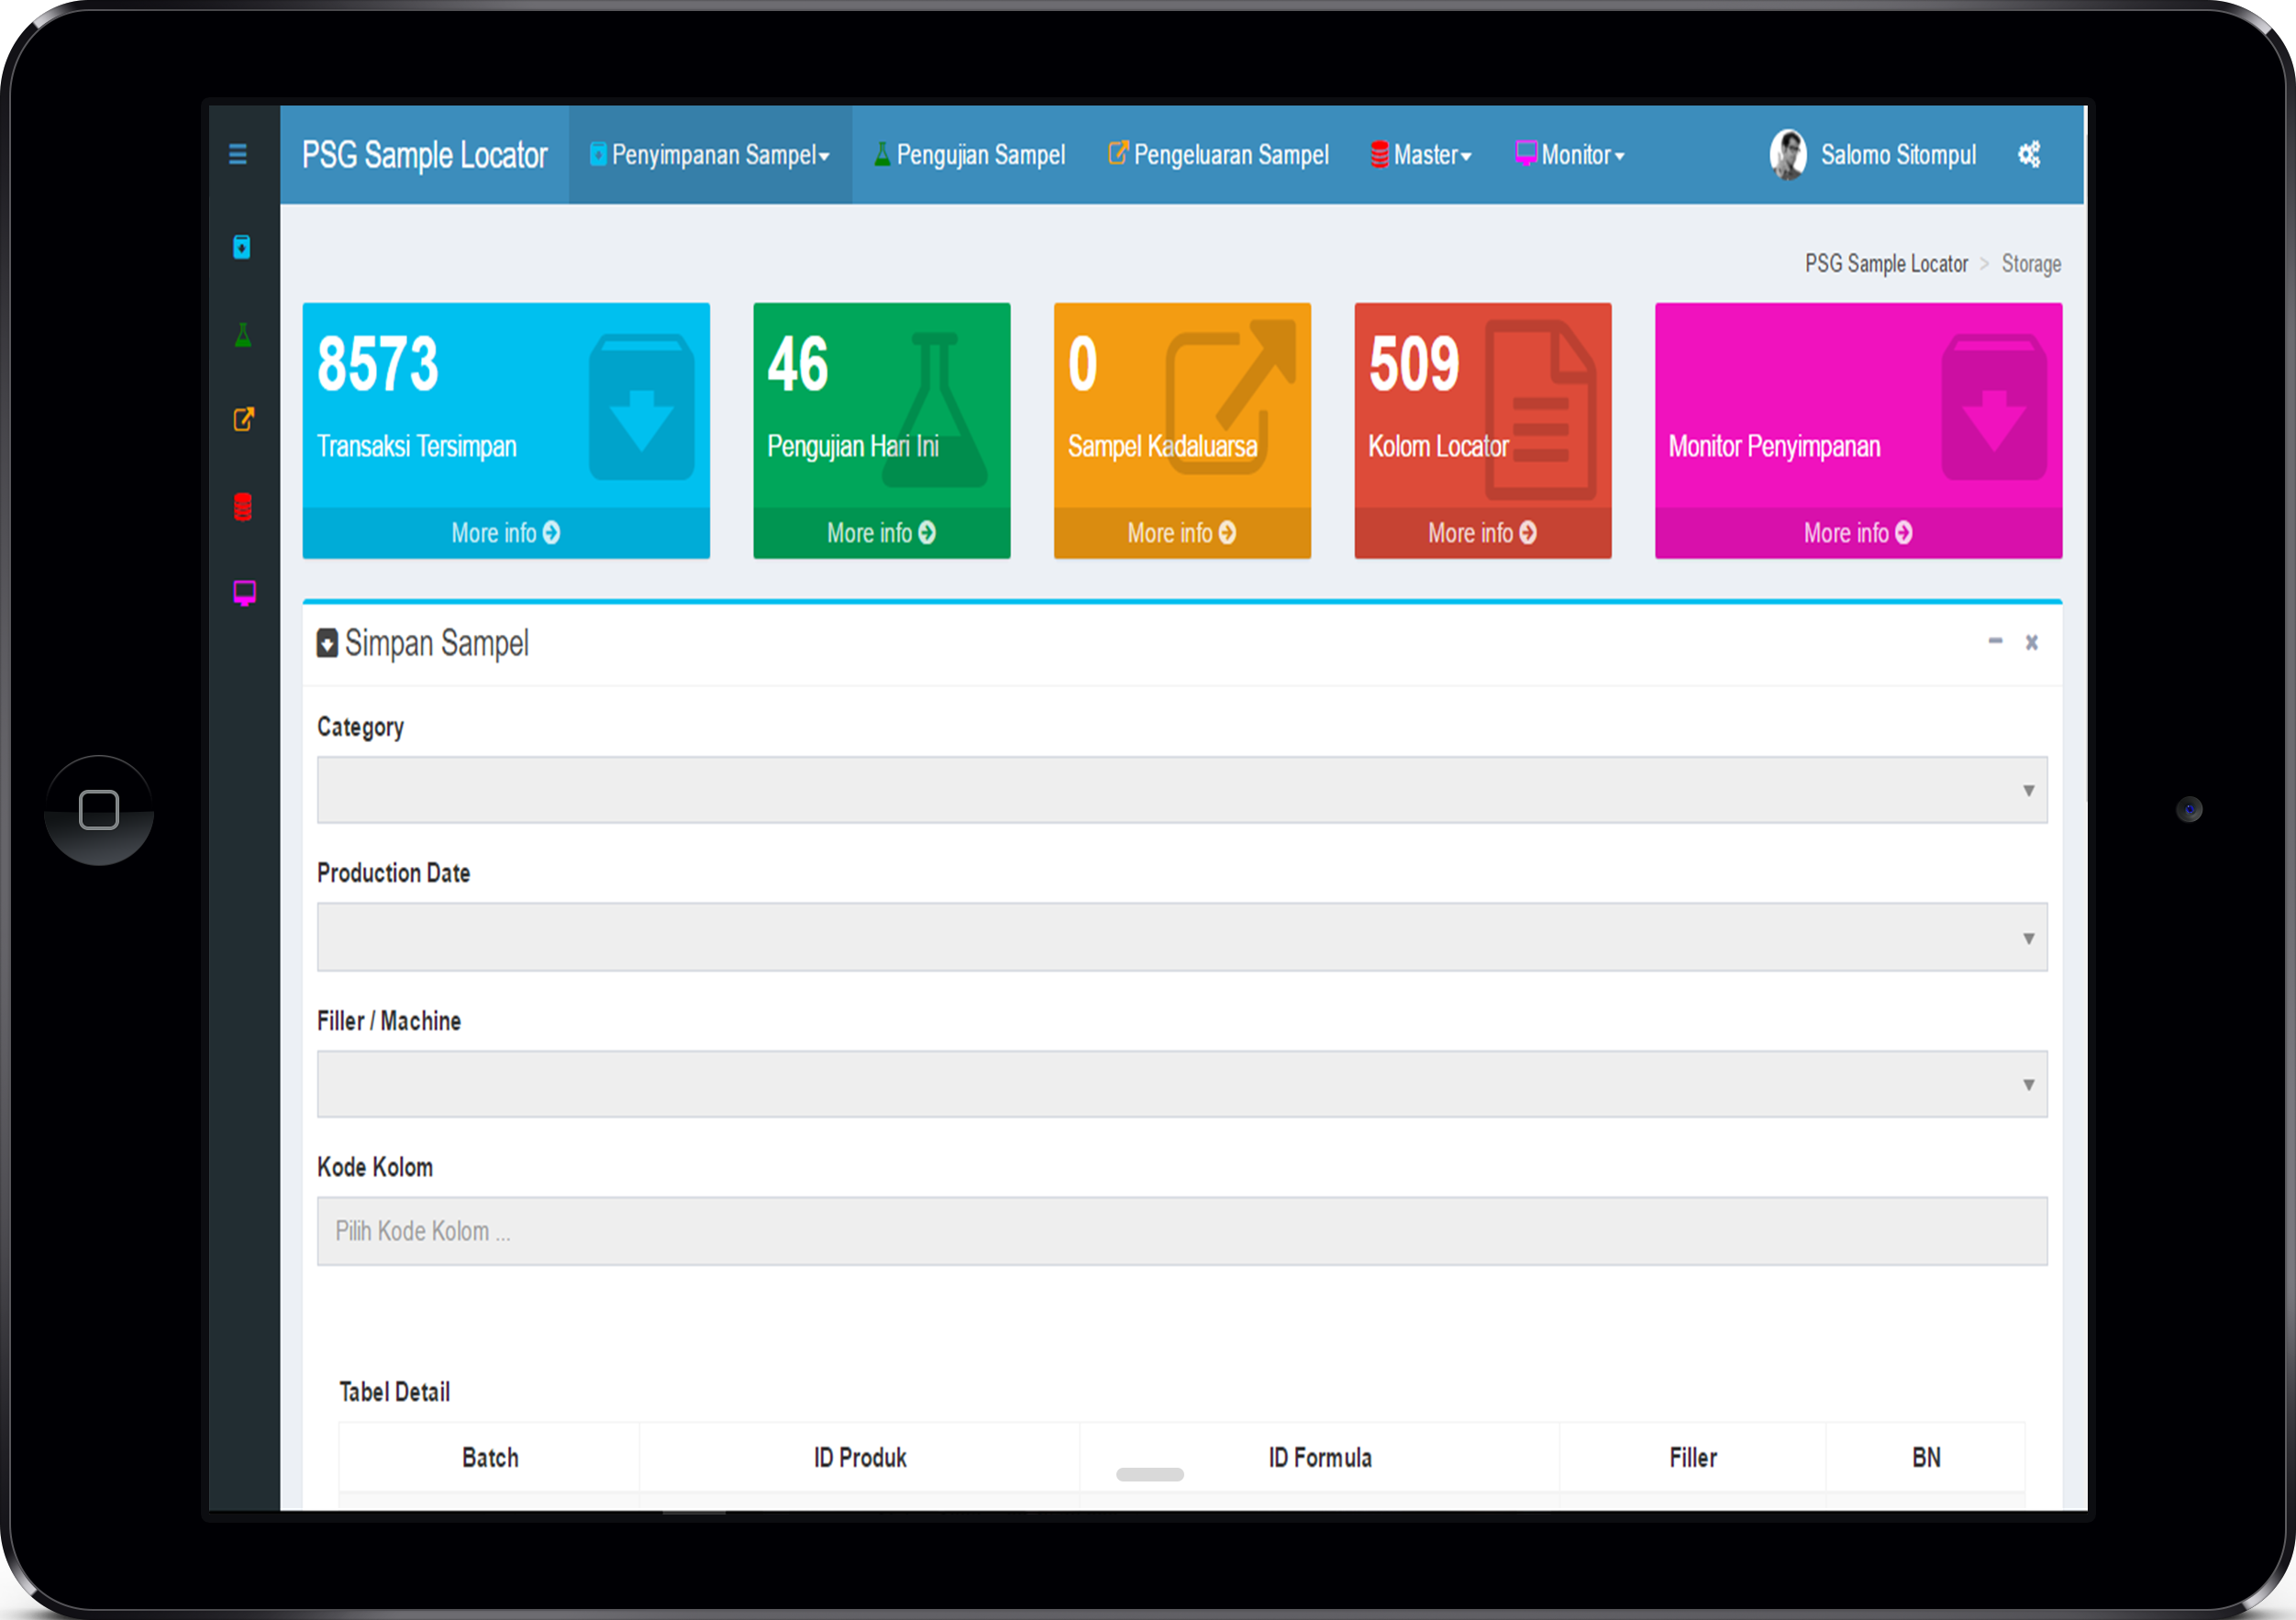 PSG Sample Locator Penyimpanan Sampel Pengujian Sampel Pengeluaran Sampel Master Monitor Salomo Sitompul
PSG Sample Locator > Storage
8573 46 0 509
Transaksi Tersimpan Pengujian Hari Ini Sampel Kadaluarsa Kolom Locator Monitor Penyimpanan
More info More info More info More info More info
Simpan Sampel
Category
Production Date
Filler / Machine
Kode Kolom
Pilih Kode Kolom ...
Tabel Detail
Batch ID Produk ID Formula Filler BN